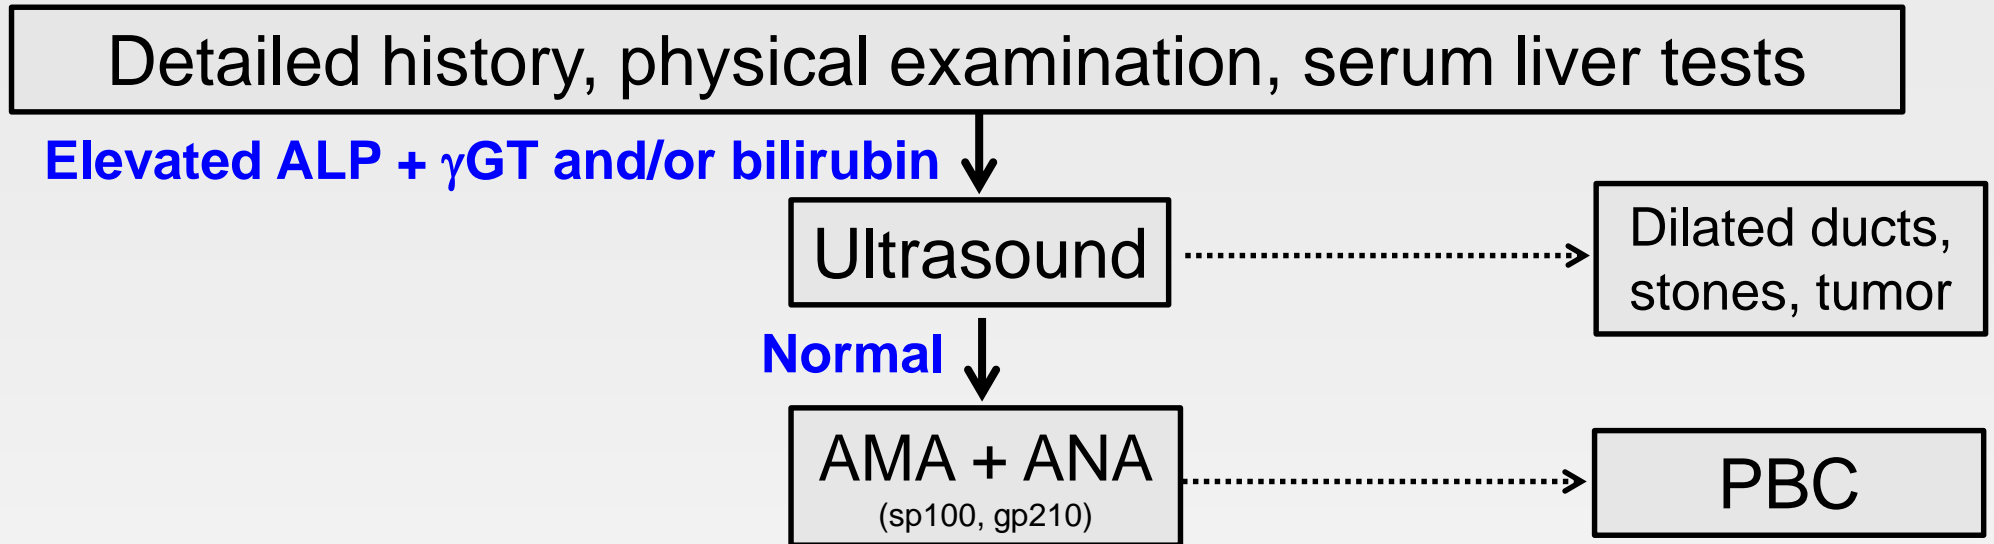 Detailed history, physical examination, serum liver tests
Elevated ALP + γGT and/or bilirubin
Ultrasound
Dilated ducts,
stones, tumor
Normal
AMA + ANA
(sp100, gp210)
PBC